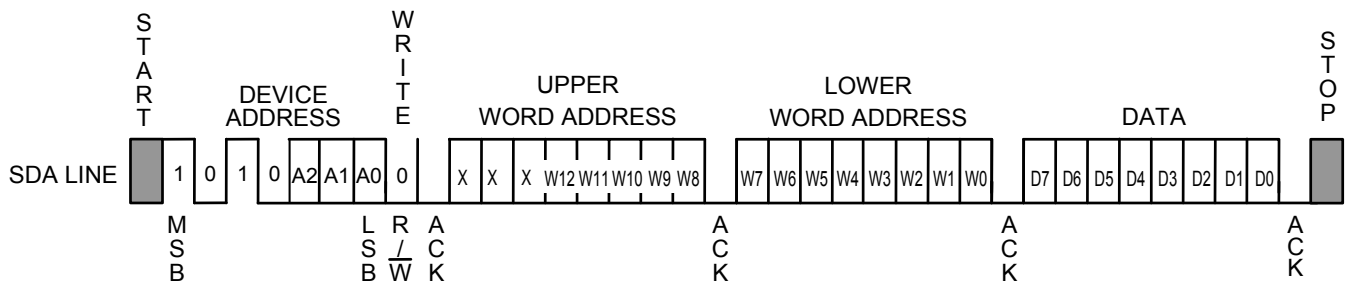 START
WRITE
STOP
DEVICE
ADDRESS
UPPER
WORD ADDRESS
LOWER
WORD ADDRESS
DATA
SDA LINE 1 0 1 0 A2 A1 A0 0 X X X W12 W11 W10 W9 W8 W7 W6 W5 W4 W3 W2 W1 W0 D7 D6 D5 D4 D3 D2 D1 D0
MSB
LSB
R/W
ACK
ACK
ACK
ACK